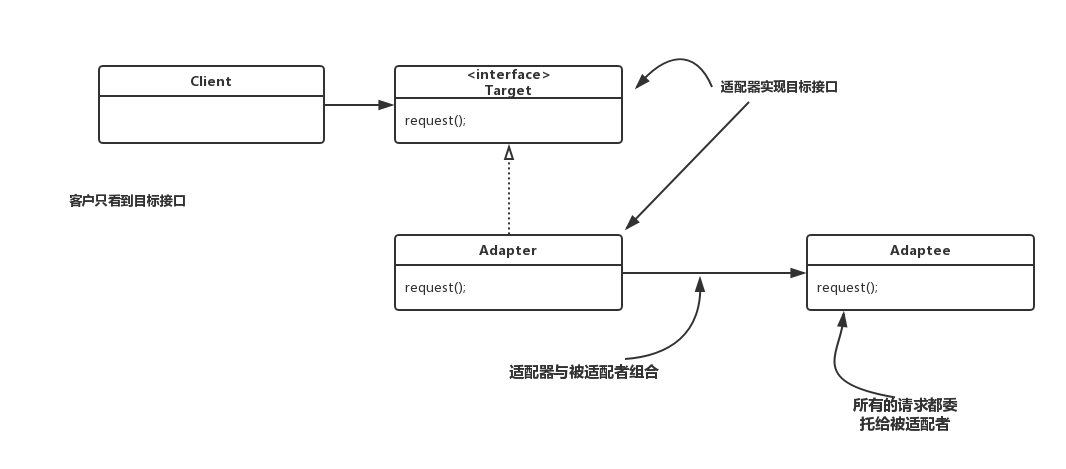 Client
<interface>
Target
request();
适配器实现目标接口
客户只看到目标接口
Adapter
request();
Adaptee
request();
适配器与被适配者组合
所有的请求都委
托给被适配者